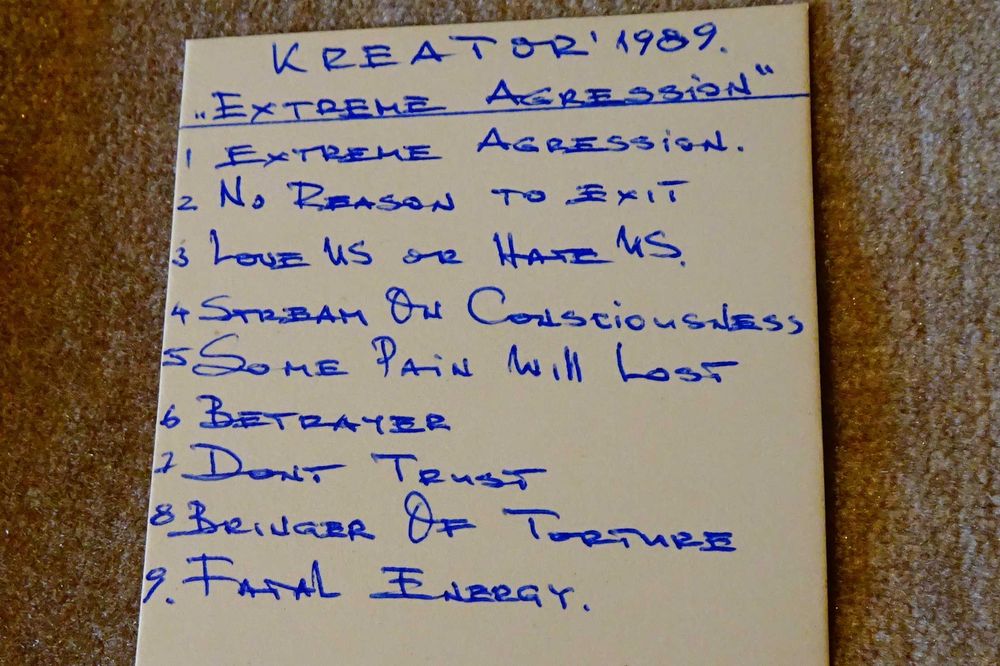 KREATOR' 1989.
„EXTREME AGRESSION"
1 EXTREME AGRESSION.
2 NO REASON TO EXIT
3 LOVE US OR HATE US.
4 STREAM ON CONSCIOUSNESS
5 SOME PAIN WILL LOST
6 BETRAYER
7 DONT TRUST
8 BRINGER OF TORTURE
9. FATAL ENERGY.